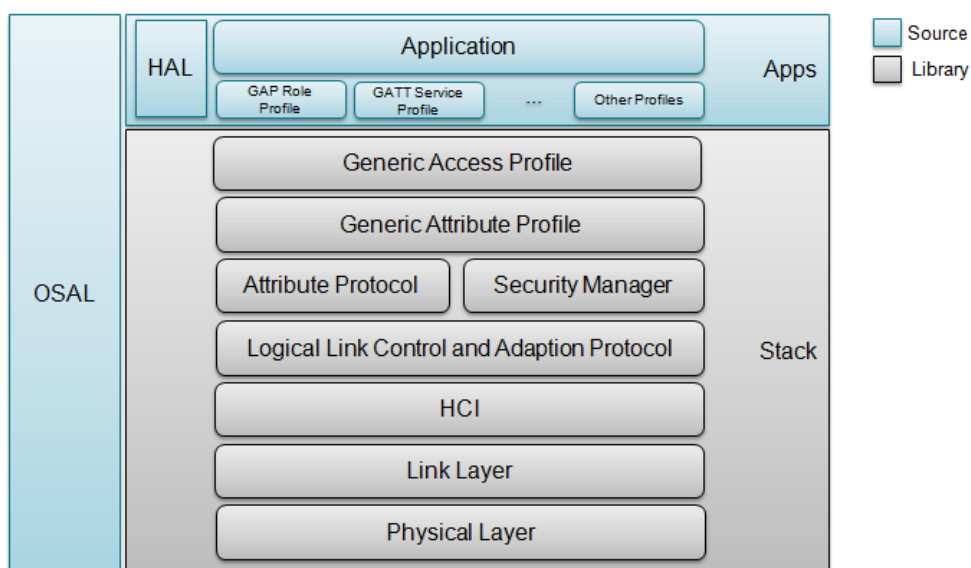 Application
HAL
Apps
GAP Role
Profile
GATT Service
Profile
...
Other Profiles
Source
Library
Generic Access Profile
Generic Attribute Profile
Attribute Protocol
Security Manager
OSAL
Logical Link Control and Adaption Protocol
Stack
HCI
Link Layer
Physical Layer